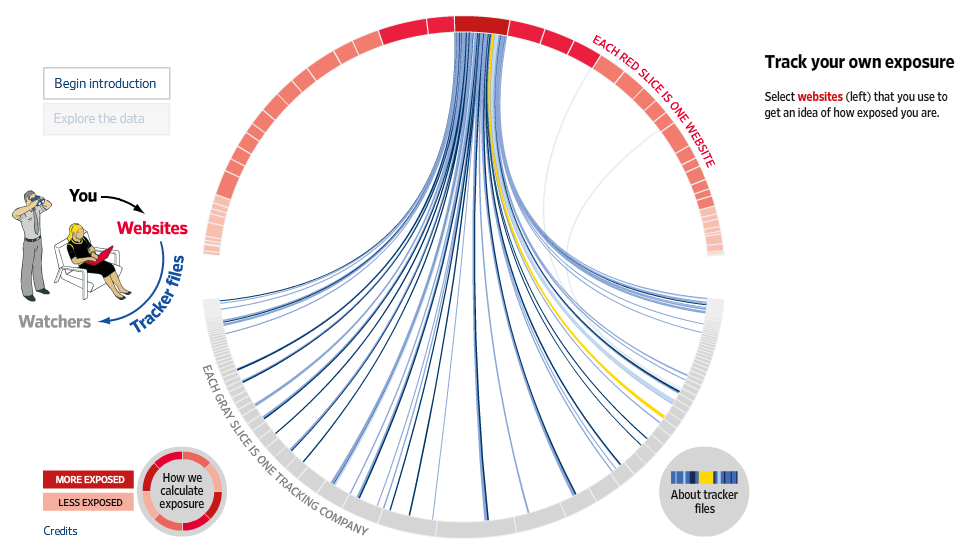 Begin introduction
Explore the data
You
Websites
Tracker files
Watchers
EACH RED SLICE IS ONE WEBSITE
EACH GRAY SLICE IS ONE TRACKING COMPANY
Track your own exposure
Select websites (left) that you use to
get an idea of how exposed you are.
MORE EXPOSED
LESS EXPOSED
Credits
How we
calculate
exposure
About tracker
files